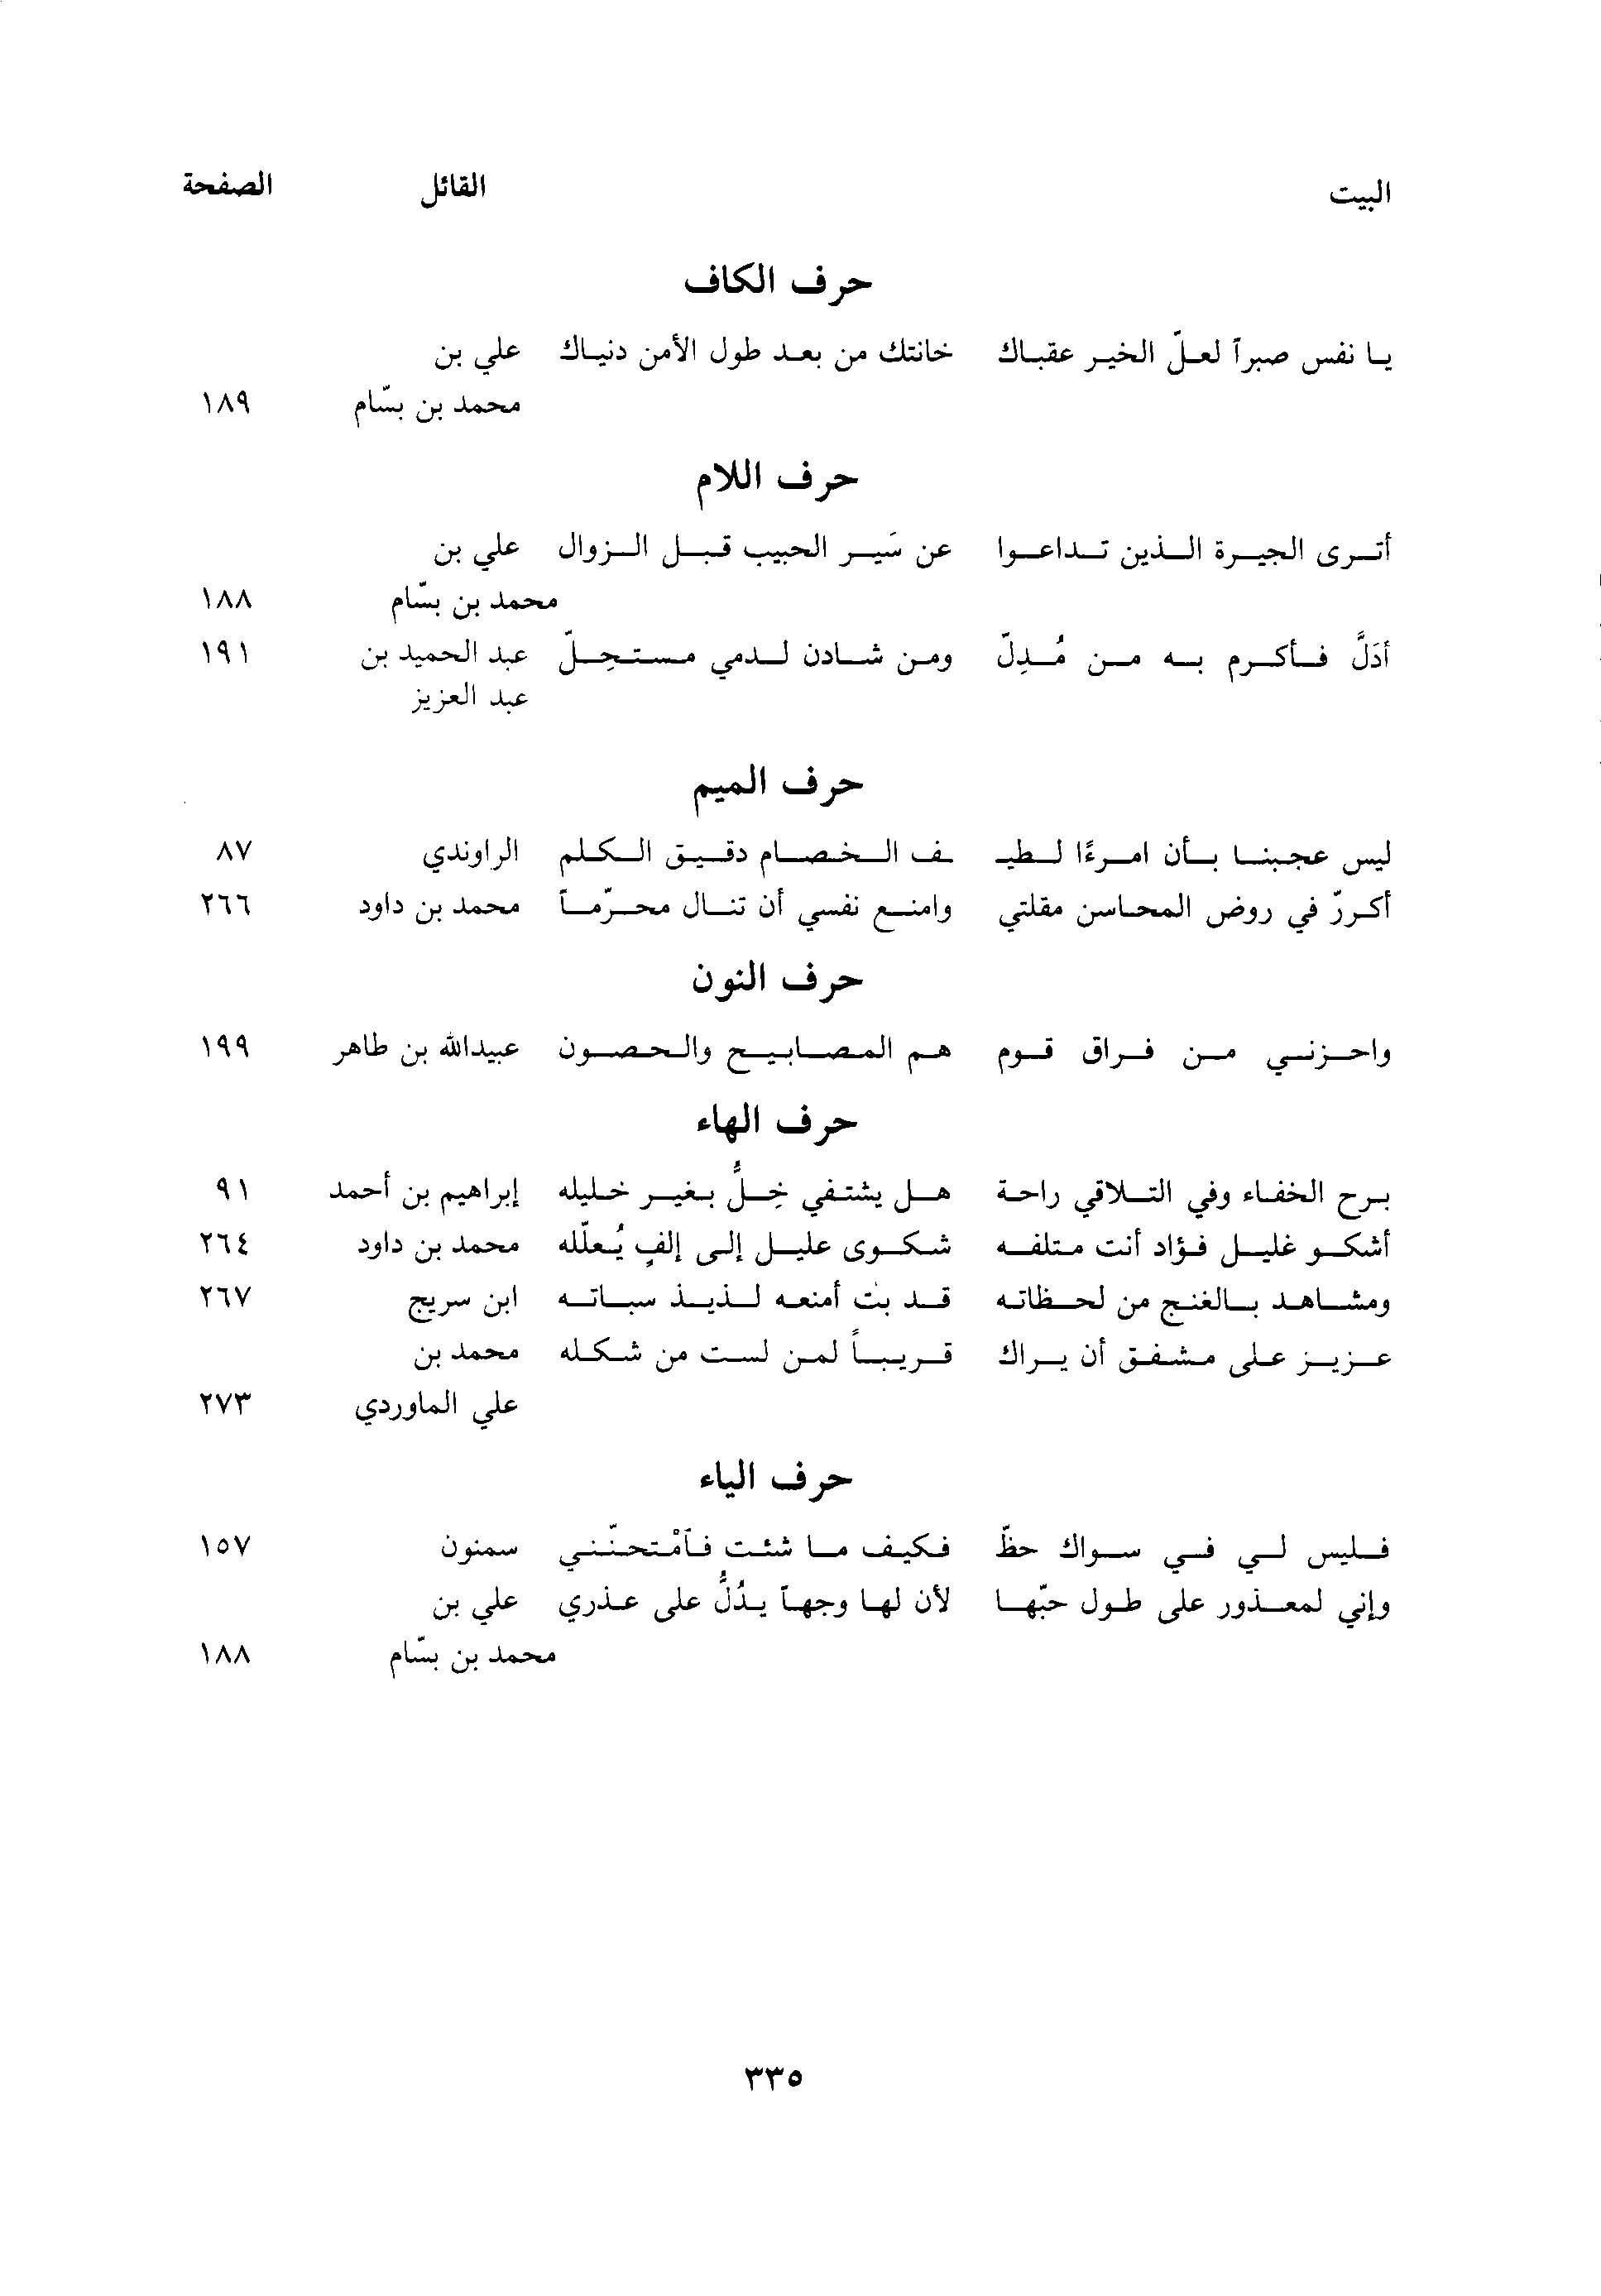 البيت القائل الصفحة
حرف الكاف
يا نفس صبراً لعلّ الخير عقباك خانتك من بعد طول الأمن دنياك علي بن
محمد بن بسّام ١٨٩
حرف اللام
أترى الجيرة الذين تداعوا عن سَير الحبيب قبل الزوال علي بن
محمد بن بسّام ١٨٨
أدَلَّ فأكرم به من مُدِلّ ومن شادن لدمي مستحِلّ عبد الحميد بن ١٩١
عبد العزيز
حرف الميم
ليس عجبنا بأن امرءًا لطيـ ـف الخصام دقيق الكلم الراوندي ٨٧
أكررّ في روض المحاسن مقلتي وامنع نفسي أن تنال محرّماً محمد بن داود ٢٦٦
حرف النون
واحزني من فراق قوم هم المصابيح والحصون عبيدالله بن طاهر ١٩٩
حرف الهاء
برح الخفاء وفي التلاقي راحة هل يشتفي خِلٌّ بغير خليله إبراهيم بن أحمد ٩١
أشكو غليل فؤاد أنت متلفه شكوى عليل إلى إلفٍ يُعلّله محمد بن داود ٢٦٤
ومشاهد بالغنج من لحظاته قد بت أمنعه لذيذ سباته ابن سريج ٢٦٧
عزيز على مشفق أن يراك قريباً لمن لست من شكله محمد بن
علي الماوردي ٢٧٣
حرف الياء
فليس لي في سواك حظّ فكيف ما شئت فآمْتحنّني سمنون ١٥٧
وإني لمعذور على طول حبّها لأن لها وجهاً يدُلُّ على عذري علي بن
محمد بن بسّام ١٨٨
٣٣٥